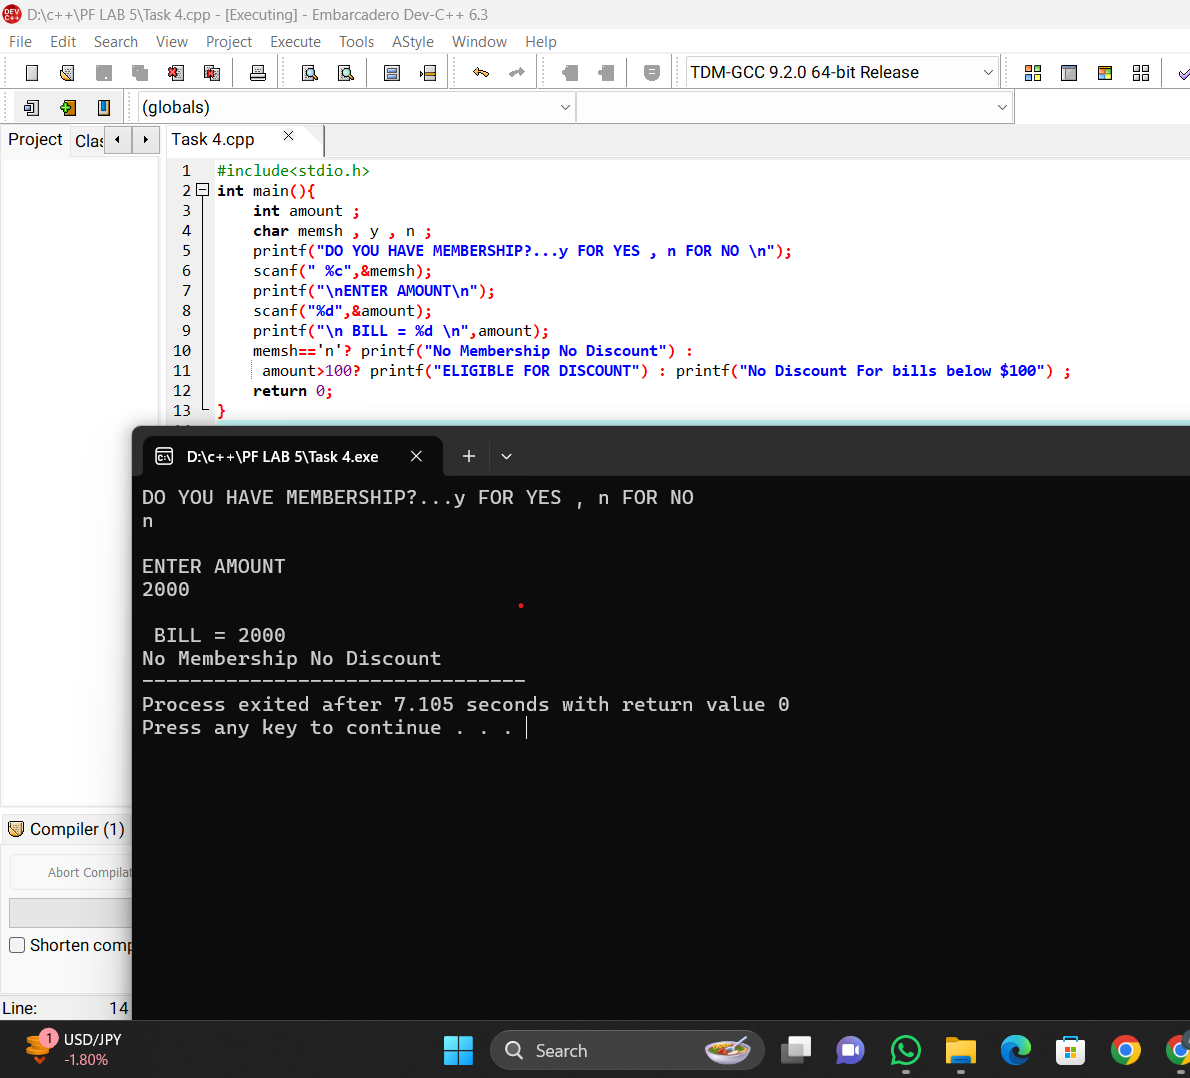 D:\c++\PF LAB 5\Task 4.cpp - [Executing] - Embarcadero Dev-C++ 6.3
File Edit Search View Project Execute Tools AStyle Window Help
TDM-GCC 9.2.0 64-bit Release
(globals)
Project Clas Task 4.cpp
1 #include<stdio.h>
2 int main(){
3 int amount ;
4 char memsh , y , n ;
5 printf("DO YOU HAVE MEMBERSHIP?...y FOR YES , n FOR NO \n");
6 scanf(" %c",&memsh);
7 printf("\nENTER AMOUNT\n");
8 scanf("%d",&amount);
9 printf("\n BILL = %d \n",amount);
10 memsh=='n'? printf("No Membership No Discount") :
11 amount>100? printf("ELIGIBLE FOR DISCOUNT") : printf("No Discount For bills below $100") ;
12 return 0;
13 }
D:\c++\PF LAB 5\Task 4.exe
DO YOU HAVE MEMBERSHIP?...y FOR YES , n FOR NO
n
ENTER AMOUNT
2000
BILL = 2000
No Membership No Discount
--------------------------------
Process exited after 7.105 seconds with return value 0
Press any key to continue . . .
Compiler (1)
Abort Compilat
Shorten comp
Line: 14
1 USD/JPY
-1.80%
Search